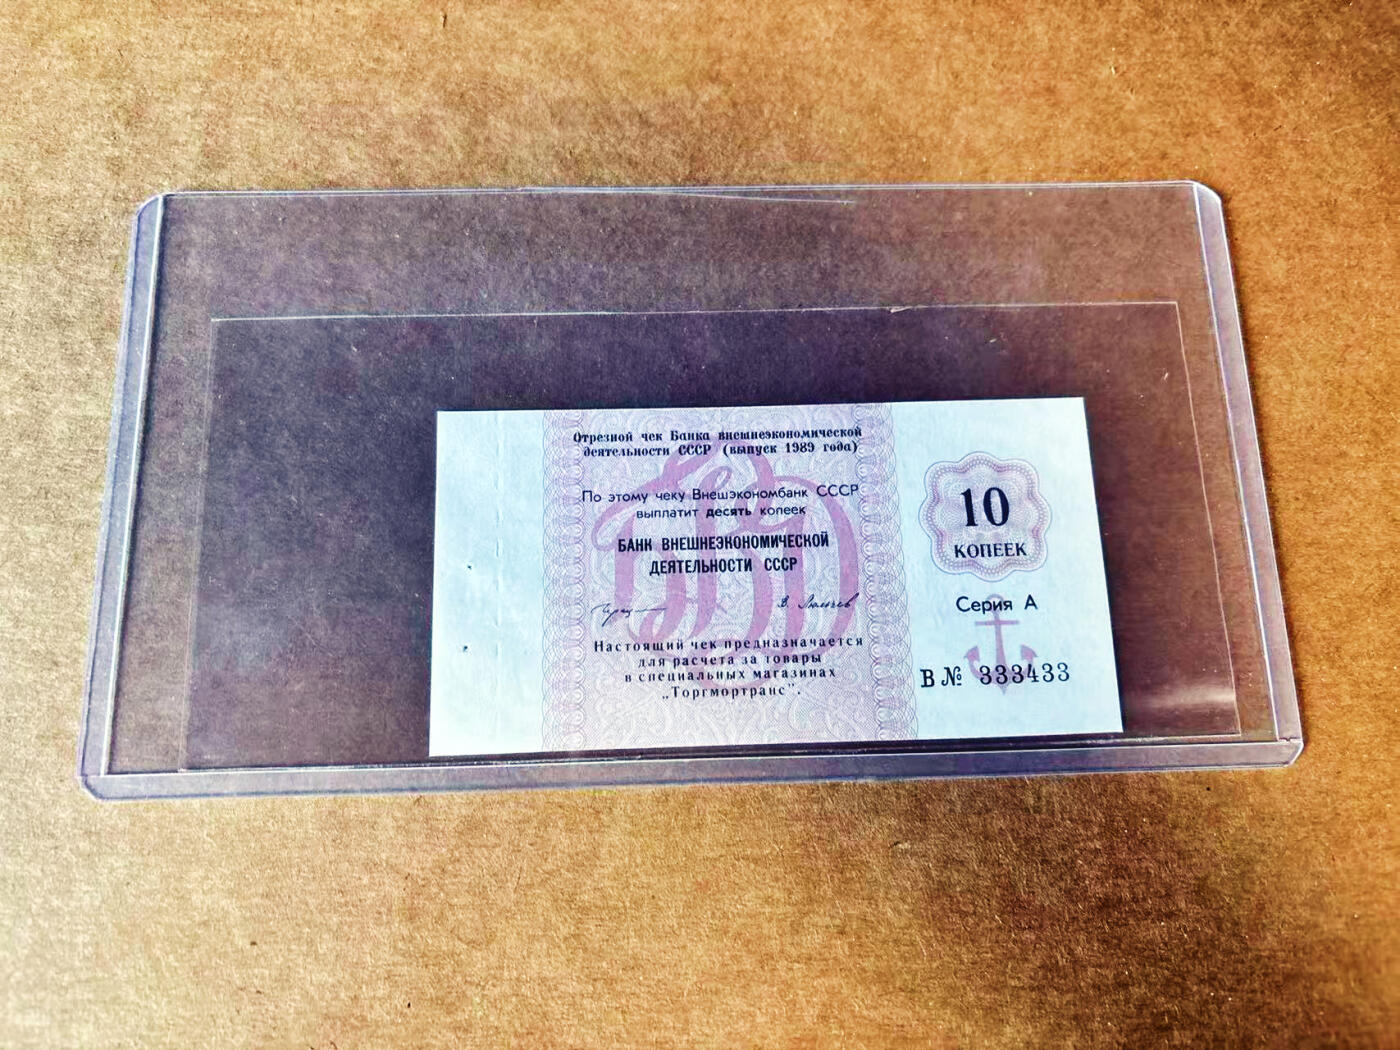 Отрезной чек Банка внешнеэкономической
деятельности СССР (выпуск 1989 года)
По этому чеку Внешэкономбанк СССР
выплатит десять копеек
БАНК ВНЕШНЕЭКОНОМИЧЕСКОЙ
ДЕЯТЕЛЬНОСТИ СССР
Настоящий чек предназначается
для расчета за товары
в специальных магазинах
„Торгмортранс".
10
КОПЕЕК
Серия А
В № 333433